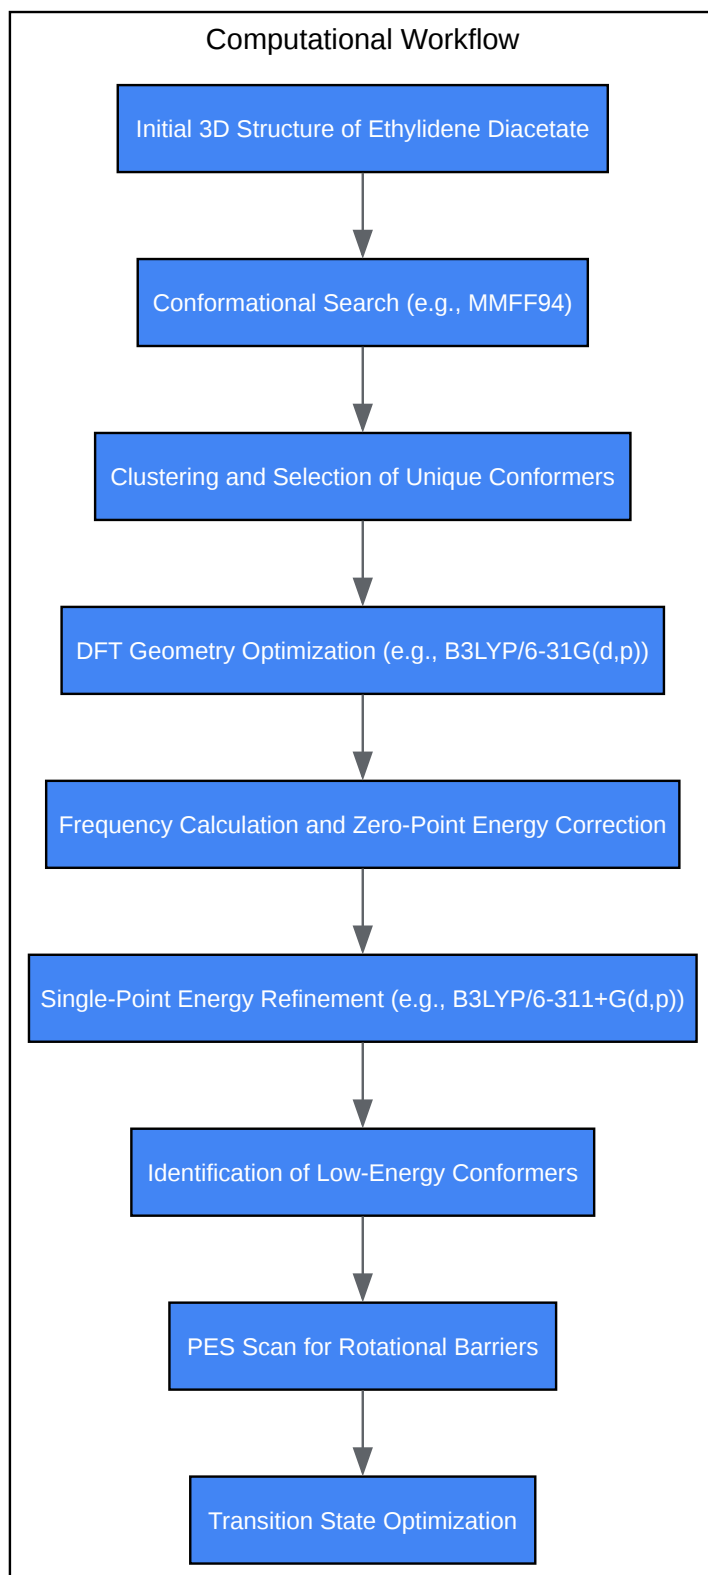 Computational Workflow
Initial 3D Structure of Ethylidene Diacetate
Conformational Search (e.g., MMFF94)
Clustering and Selection of Unique Conformers
DFT Geometry Optimization (e.g., B3LYP/6-31G(d,p))
Frequency Calculation and Zero-Point Energy Correction
Single-Point Energy Refinement (e.g., B3LYP/6-311+G(d,p))
Identification of Low-Energy Conformers
PES Scan for Rotational Barriers
Transition State Optimization